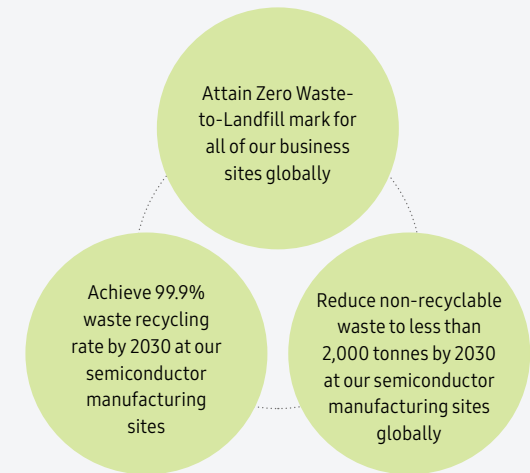 Attain Zero Waste-
to-Landfill mark for
all of our business
sites globally
Achieve 99.9%
waste recycling
rate by 2030 at our
semiconductor
manufacturing
sites
Reduce non-recyclable
waste to less than
2,000 tonnes by 2030
at our semiconductor
manufacturing sites
globally